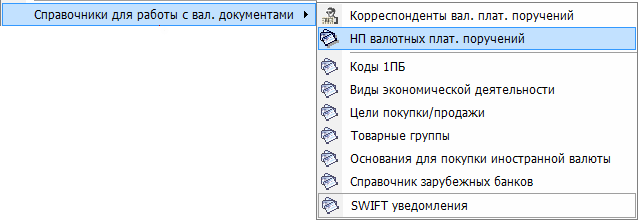 Справочники для работы с вал. документами
Корреспонденты вал. плат. поручений
НП валютных плат. поручений
Коды 1ПБ
Виды экономической деятельности
Цели покупки/продажи
Товарные группы
Основания для покупки иностранной валюты
Справочник зарубежных банков
SWIFT уведомления